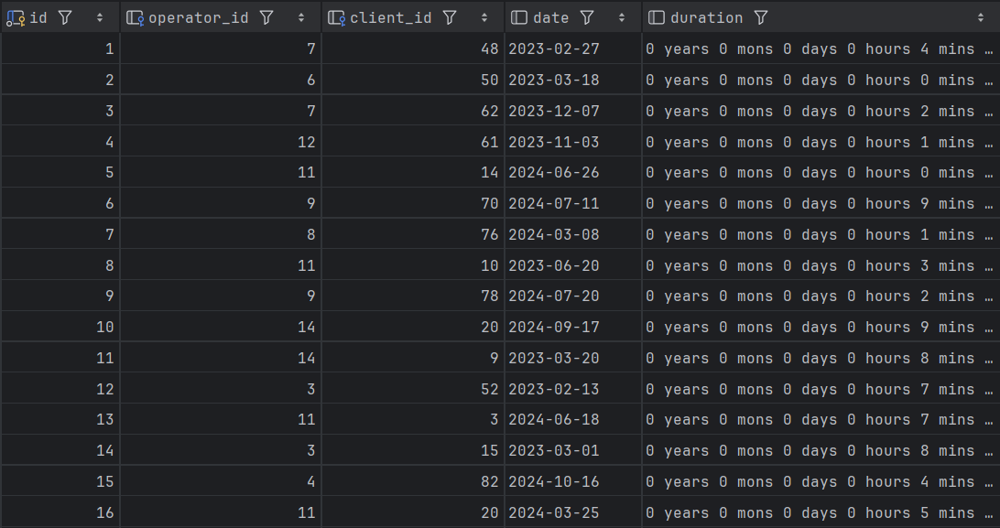 id operator_id client_id date duration
1 7 48 2023-02-27 0 years 0 mons 0 days 0 hours 4 mins …
2 6 50 2023-03-18 0 years 0 mons 0 days 0 hours 0 mins …
3 7 62 2023-12-07 0 years 0 mons 0 days 0 hours 2 mins …
4 12 61 2023-11-03 0 years 0 mons 0 days 0 hours 1 mins …
5 11 14 2024-06-26 0 years 0 mons 0 days 0 hours 0 mins …
6 9 70 2024-07-11 0 years 0 mons 0 days 0 hours 9 mins …
7 8 76 2024-03-08 0 years 0 mons 0 days 0 hours 1 mins …
8 11 10 2023-06-20 0 years 0 mons 0 days 0 hours 3 mins …
9 9 78 2024-07-20 0 years 0 mons 0 days 0 hours 2 mins …
10 14 20 2024-09-17 0 years 0 mons 0 days 0 hours 9 mins …
11 14 9 2023-03-20 0 years 0 mons 0 days 0 hours 8 mins …
12 3 52 2023-02-13 0 years 0 mons 0 days 0 hours 7 mins …
13 11 3 2024-06-18 0 years 0 mons 0 days 0 hours 7 mins …
14 3 15 2023-03-01 0 years 0 mons 0 days 0 hours 8 mins …
15 4 82 2024-10-16 0 years 0 mons 0 days 0 hours 4 mins …
16 11 20 2024-03-25 0 years 0 mons 0 days 0 hours 5 mins …